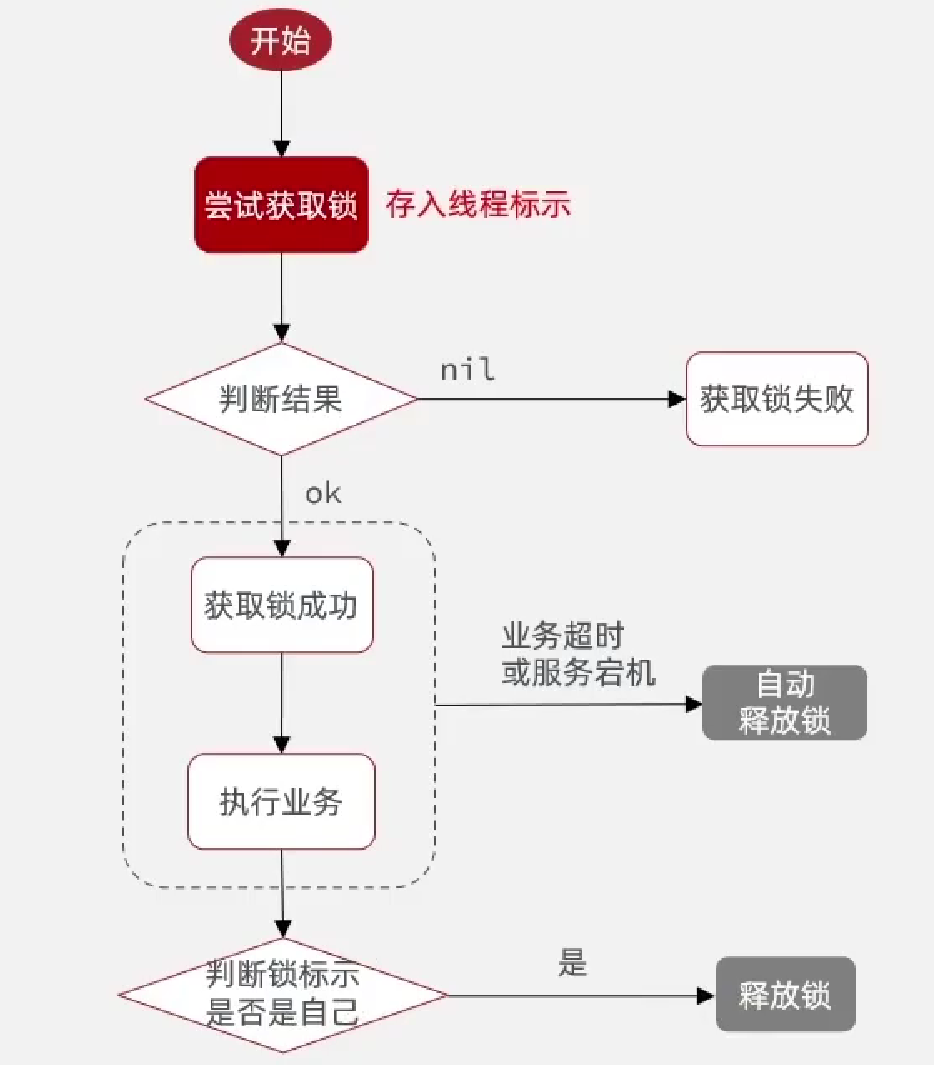 开始
尝试获取锁
存入线程标示
判断结果
nil
获取锁失败
ok
获取锁成功
业务超时
或服务宕机
自动
释放锁
执行业务
判断锁标示
是否是自己
是
释放锁